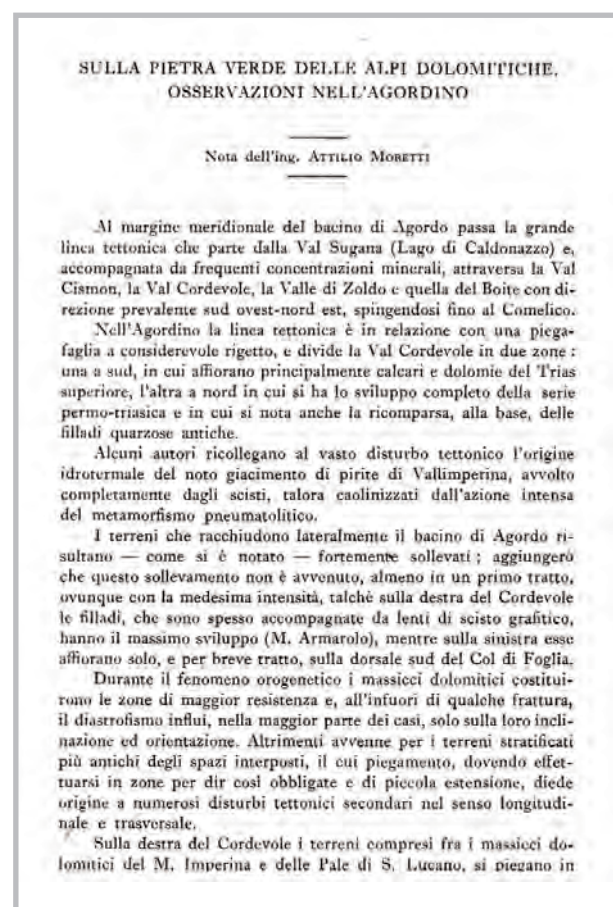 SULLA PIETRA VERDE DELLE ALPI DOLOMITICHE.
OSSERVAZIONI NELL'AGORDINO
Nota dell'ing. ATTILIO MORETTI
Al margine meridionale del bacino di Agordo passa la grande
linea tettonica che parte dalla Val Sugana (Lago di Caldonazzo) e,
accompagnata da frequenti concentrazioni minerali, attraversa la Val
Cismon, la Val Cordevole, la Valle di Zoldo e quella del Boite con di-
rezione prevalente sud ovest-nord est, spingendosi fino al Comelico.
Nell'Agordino la linea tettonica è in relazione con una piega-
faglia a considerevole rigetto, e divide la Val Cordevole in due zone :
una a sud, in cui affiorano principalmente calcari e dolomie del Trias
superiore, l'altra a nord in cui si ha lo sviluppo completo della serie
permo-triasica e in cui si nota anche la ricomparsa, alla base, delle
filladi quarzose antiche.
Alcuni autori ricollegano al vasto disturbo tettonico l'origine
idrotermale del noto giacimento di pirite di Vallimperina, avvolto
completamente dagli scisti, talora caolinizzati dall'azione intensa
del metamorfismo pneumatolitico.
I terreni che racchiudono lateralmente il bacino di Agordo ri-
sultano — come si è notato — fortemente sollevati ; aggiungerò
che questo sollevamento non è avvenuto, almeno in un primo tratto,
ovunque con la medesima intensità, talchè sulla destra del Cordevole
le filladi, che sono spesso accompagnate da lenti di scisto grafitico,
hanno il massimo sviluppo (M. Armarolo), mentre sulla sinistra esse
affiorano solo, e per breve tratto, sulla dorsale sud del Col di Foglia.
Durante il fenomeno orogenetico i massicci dolomitici costitui-
rono le zone di maggior resistenza e, all'infuori di qualche frattura,
il diastrofismo influì, nella maggior parte dei casi, solo sulla loro incli-
nazione ed orientazione. Altrimenti avvenne per i terreni stratificati
più antichi degli spazi interposti, il cui piegamento, dovendo effet-
tuarsi in zone per dir così obbligate e di piccola estensione, diede
origine a numerosi disturbi tettonici secondari nel senso longitudi-
nale e trasversale.
Sulla destra del Cordevole i terreni compresi fra i massicci do-
lomitici del M. Imperina e delle Pale di S. Lucano, si piegano in